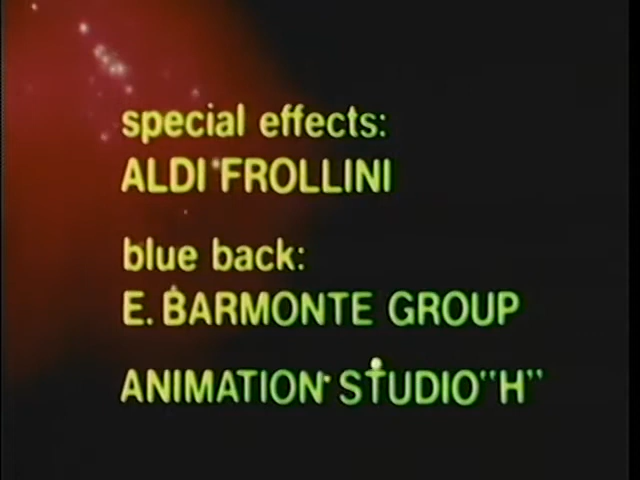 special effects:
ALDI FROLLINI
blue back:
E. BARMONTE GROUP
ANIMATION STUDIO "H"